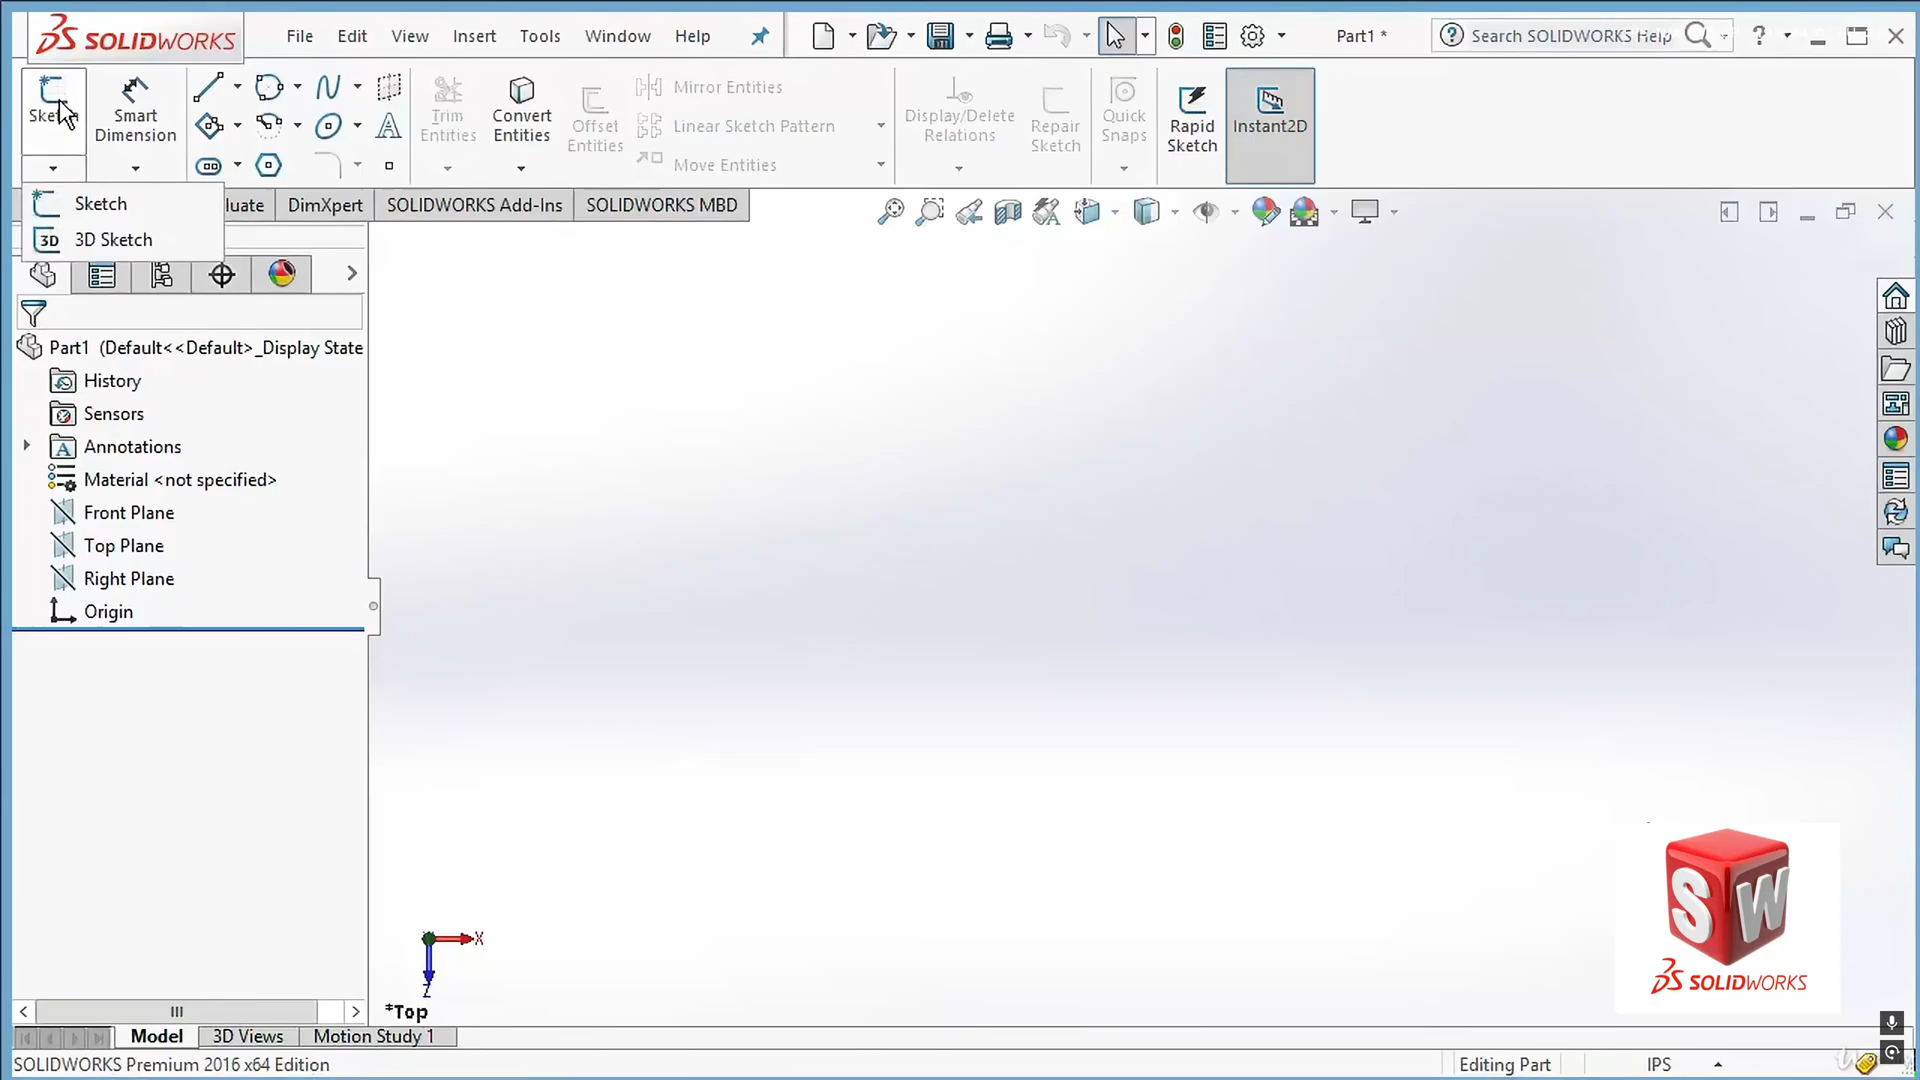 SOLIDWORKS File Edit View Insert Tools Window Help Part1 * Search SOLIDWORKS Help ?
Sketch
Smart
Dimension
Trim
Entities
Convert
Entities
Offset
Entities
Mirror Entities
Linear Sketch Pattern
Move Entities
Display/Delete
Relations
Repair
Sketch
Quick
Snaps
Rapid
Sketch
Instant2D
Sketch
3D 3D Sketch
luate DimXpert SOLIDWORKS Add-Ins SOLIDWORKS MBD
Part1 (Default<<Default>_Display State
History
Sensors
Annotations
Material <not specified>
Front Plane
Top Plane
Right Plane
Origin
X
Z
*Top
SW
SOLIDWORKS
Model 3D Views Motion Study 1
SOLIDWORKS Premium 2016 x64 Edition Editing Part IPS